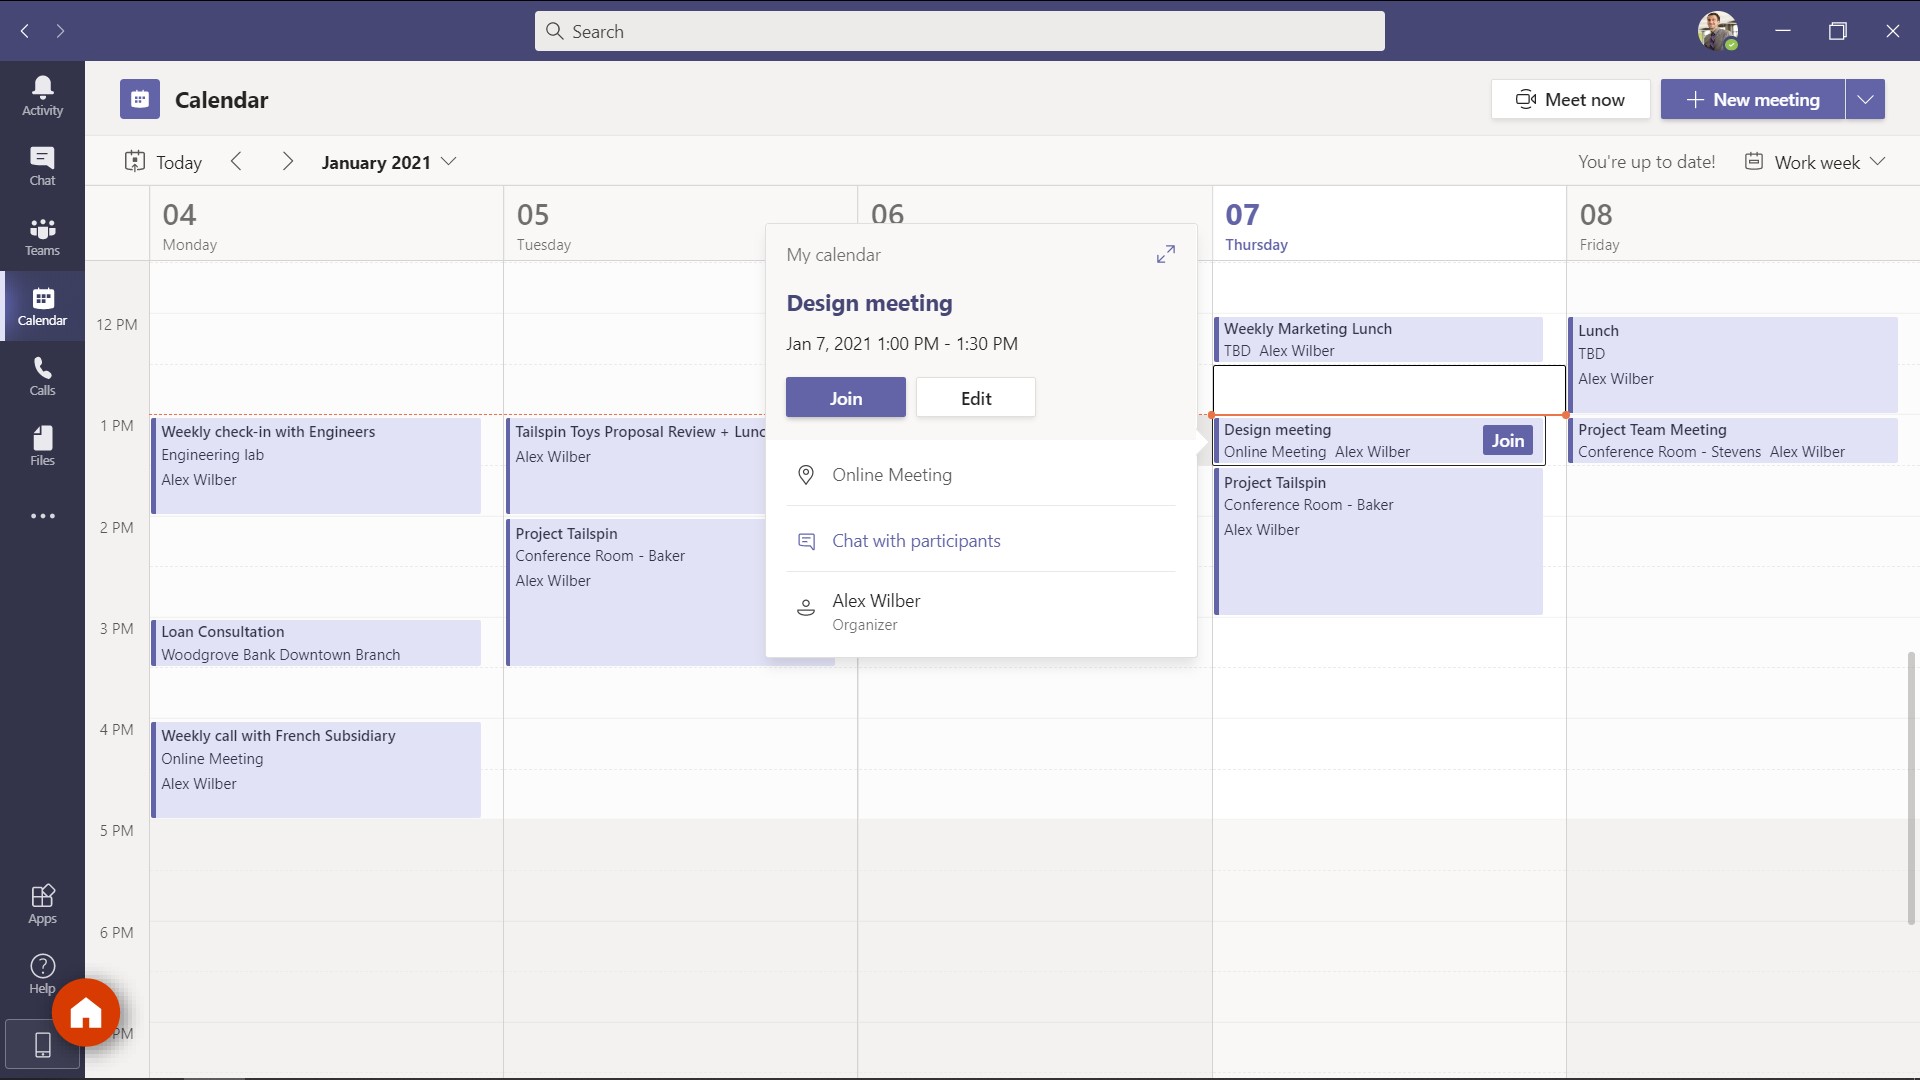 Search
Activity
Chat
Teams
Calendar
Calls
Files
Apps
Help
Calendar
Meet now
New meeting
Today
January 2021
You're up to date!
Work week
04
Monday
05
Tuesday
06
07
Thursday
08
Friday
12 PM
1 PM
2 PM
3 PM
4 PM
5 PM
6 PM
PM
Weekly check-in with Engineers
Engineering lab
Alex Wilber
Loan Consultation
Woodgrove Bank Downtown Branch
Weekly call with French Subsidiary
Online Meeting
Alex Wilber
Tailspin Toys Proposal Review + Lunc
Alex Wilber
Project Tailspin
Conference Room - Baker
Alex Wilber
My calendar
Design meeting
Jan 7, 2021 1:00 PM - 1:30 PM
Join
Edit
Online Meeting
Chat with participants
Alex Wilber
Organizer
Weekly Marketing Lunch
TBD Alex Wilber
Design meeting
Online Meeting Alex Wilber
Join
Project Tailspin
Conference Room - Baker
Alex Wilber
Lunch
TBD
Alex Wilber
Project Team Meeting
Conference Room - Stevens Alex Wilber